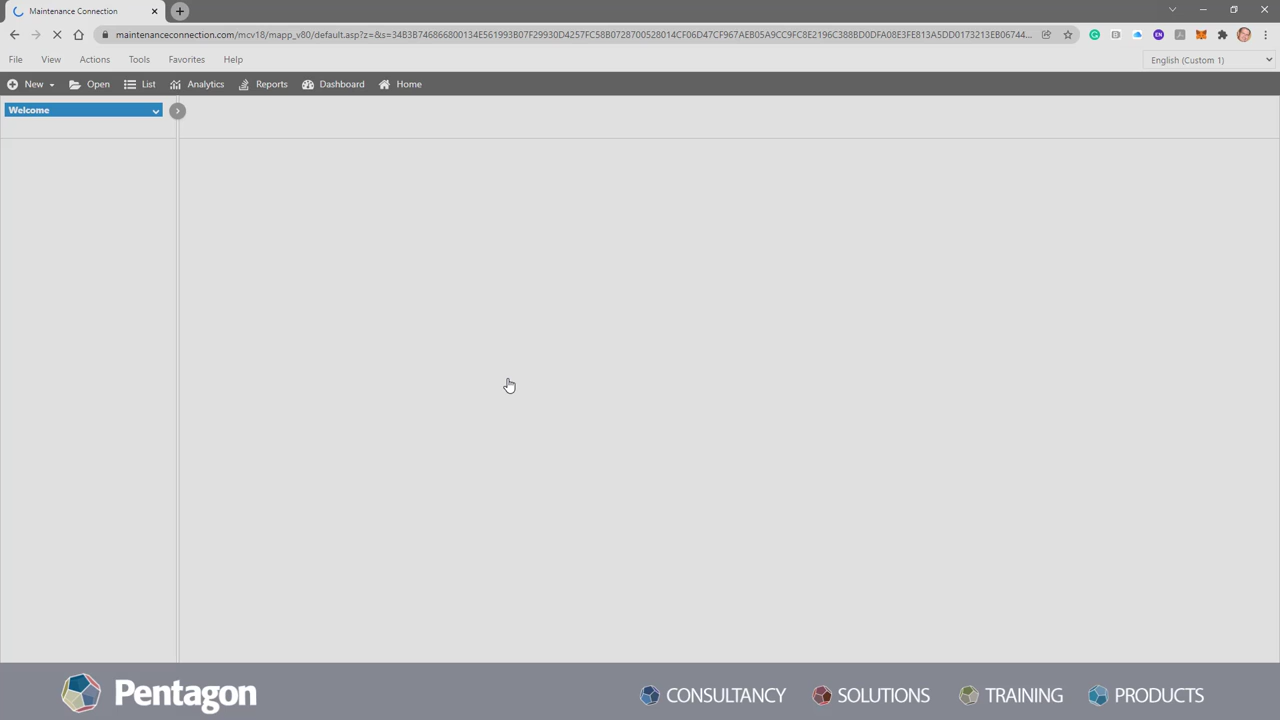 Maintenance Connection
maintenanceconnection.com/mcv18/mapp_v80/default.asp?z=&s=34B3B746866800134E561993B07F29930D4257FC58B0728700528014CF06D47CF967AEB05A9CC9FC8E2196C388BD0DFA08E3FE813A5DD0173213EB06744...
File View Actions Tools Favorites Help English (Custom 1)
New Open List Analytics Reports Dashboard Home
Welcome
Pentagon CONSULTANCY SOLUTIONS TRAINING PRODUCTS